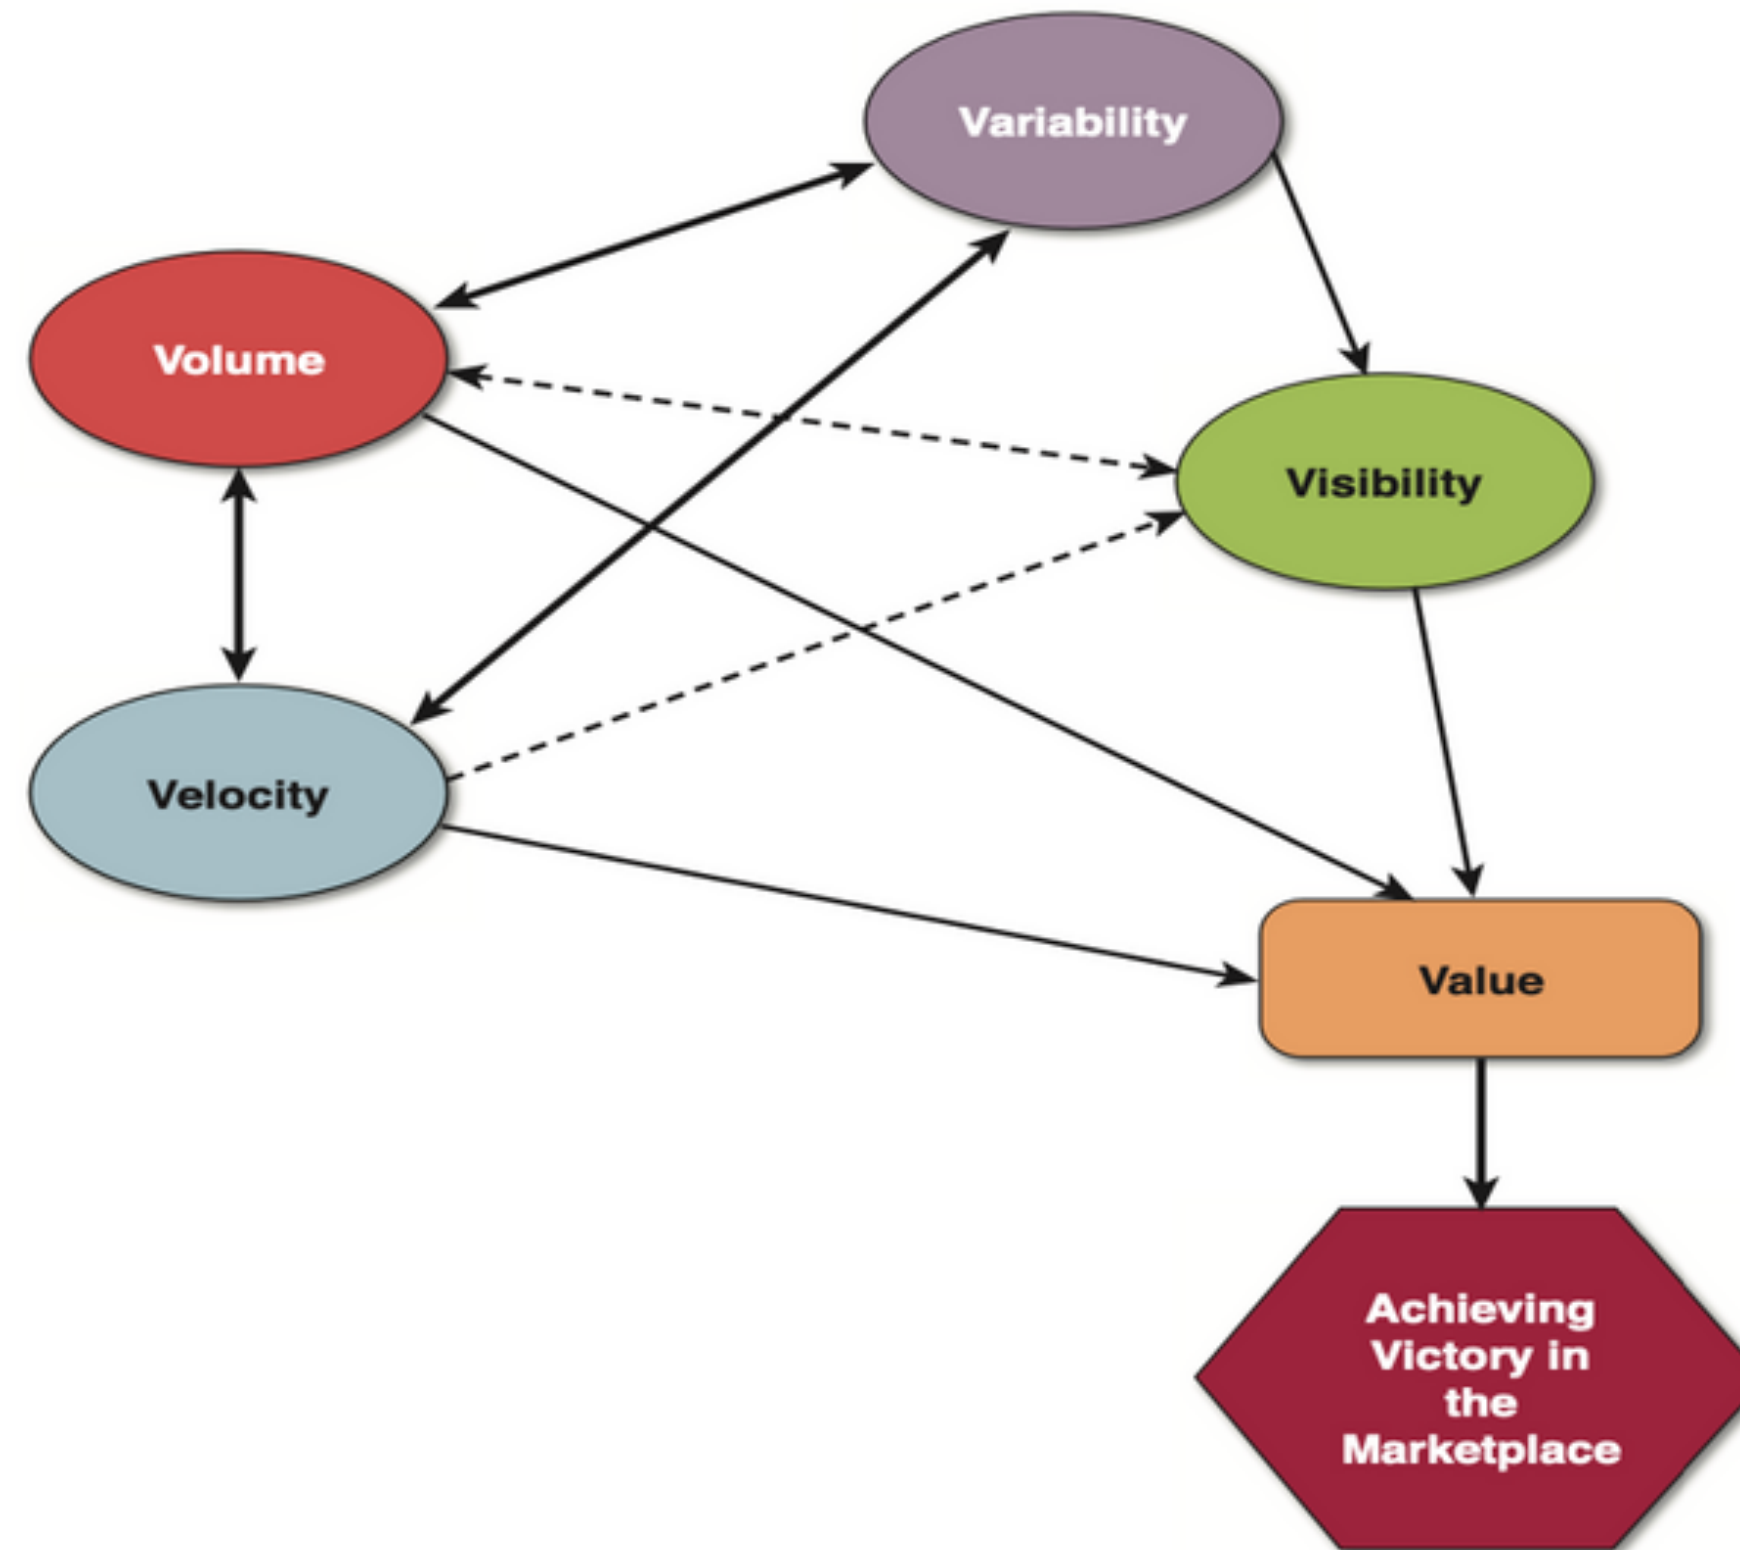 Variability
Volume
Visibility
Velocity
Value
Achieving
Victory in
the
Marketplace